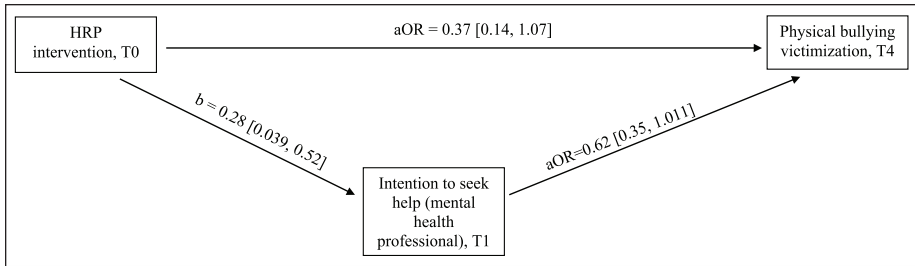 HRP
intervention, T0
aOR = 0.37 [0.14, 1.07]
Physical bullying
victimization, T4
b = 0.28 [0.039, 0.52]
aOR=0.62 [0.35, 1.011]
Intention to seek
help (mental
health
professional), T1